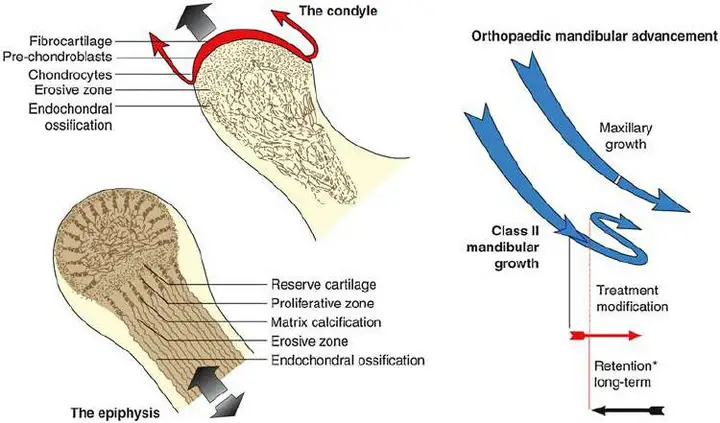 The condyle
Fibrocartilage
Pre-chondroblasts
Chondrocytes
Erosive zone
Endochondral
ossification
Reserve cartilage
Proliferative zone
Matrix calcification
Erosive zone
Endochondral ossification
The epiphysis
Orthopaedic mandibular advancement
Maxillary
growth
Class II
mandibular
growth
Treatment
modification
Retention*
long-term